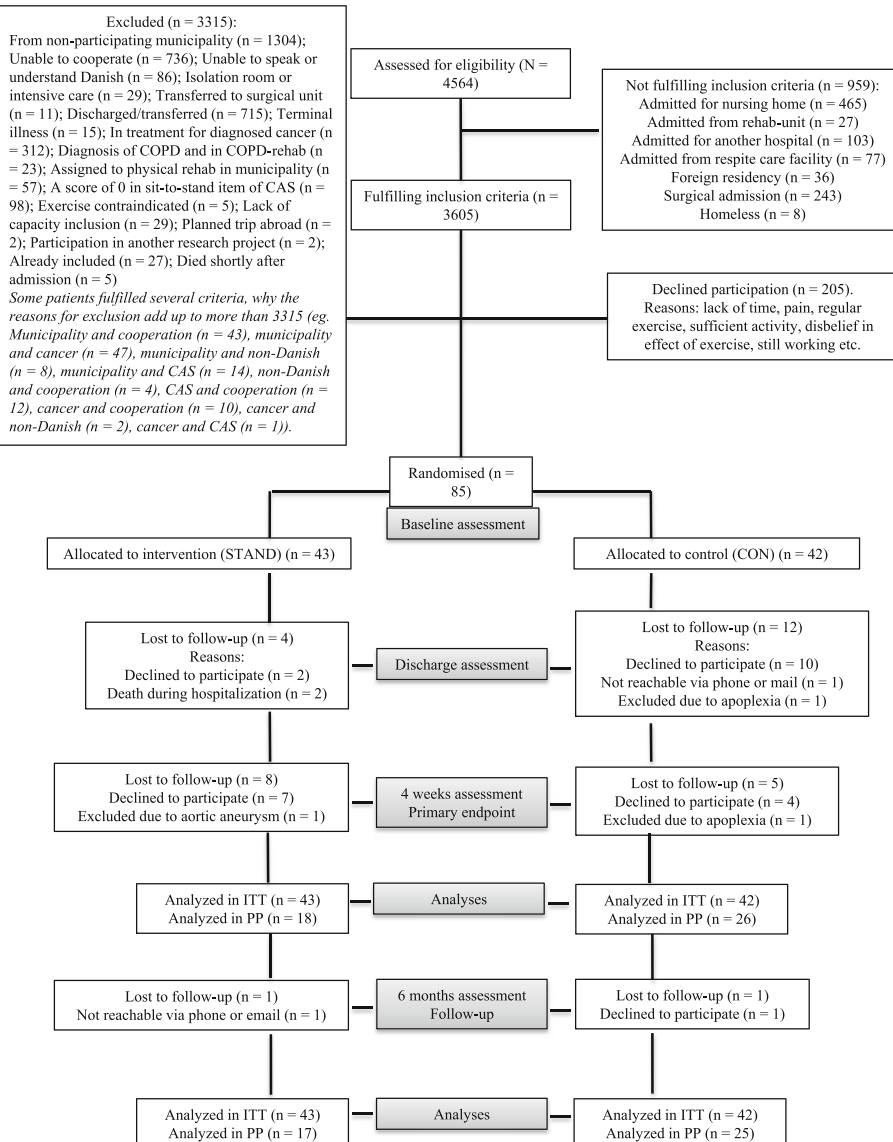 Excluded (n = 3315):
From non-participating municipality (n = 1304);
Unable to cooperate (n = 736); Unable to speak or
understand Danish (n = 86); Isolation room or
intensive care (n = 29); Transferred to surgical unit
(n = 11); Discharged/transferred (n = 715); Terminal
illness (n = 15); In treatment for diagnosed cancer (n
= 312); Diagnosis of COPD and in COPD-rehab (n
= 23); Assigned to physical rehab in municipality (n
= 57); A score of 0 in sit-to-stand item of CAS (n =
98); Exercise contraindicated (n = 5); Lack of
capacity inclusion (n = 29); Planned trip abroad (n =
2); Participation in another research project (n = 2);
Already included (n = 27); Died shortly after
admission (n = 5)
Some patients fulfilled several criteria, why the
reasons for exclusion add up to more than 3315 (eg.
Municipality and cooperation (n = 43), municipality
and cancer (n = 47), municipality and non-Danish
(n = 8), municipality and CAS (n = 14), non-Danish
and cooperation (n = 4), CAS and cooperation (n =
12), cancer and cooperation (n = 10), cancer and
non-Danish (n = 2), cancer and CAS (n = 1)).
Assessed for eligibility (N =
4564)
Not fulfilling inclusion criteria (n = 959):
Admitted for nursing home (n = 465)
Admitted from rehab-unit (n = 27)
Admitted for another hospital (n = 103)
Admitted from respite care facility (n = 77)
Foreign residency (n = 36)
Surgical admission (n = 243)
Homeless (n = 8)
Fulfilling inclusion criteria (n =
3605)
Declined participation (n = 205).
Reasons: lack of time, pain, regular
exercise, sufficient activity, disbelief in
effect of exercise, still working etc.
Randomised (n =
85)
Baseline assessment
Allocated to intervention (STAND) (n = 43)
Allocated to control (CON) (n = 42)
Lost to follow-up (n = 4)
Reasons:
Declined to participate (n = 2)
Death during hospitalization (n = 2)
Discharge assessment
Lost to follow-up (n = 12)
Reasons:
Declined to participate (n = 10)
Not reachable via phone or mail (n = 1)
Excluded due to apoplexia (n = 1)
Lost to follow-up (n = 8)
Declined to participate (n = 7)
Excluded due to aortic aneurysm (n = 1)
4 weeks assessment
Primary endpoint
Lost to follow-up (n = 5)
Declined to participate (n = 4)
Excluded due to apoplexia (n = 1)
Analyzed in ITT (n = 43)
Analyzed in PP (n = 18)
Analyses
Analyzed in ITT (n = 42)
Analyzed in PP (n = 26)
Lost to follow-up (n = 1)
Not reachable via phone or email (n = 1)
6 months assessment
Follow-up
Lost to follow-up (n = 1)
Declined to participate (n = 1)
Analyzed in ITT (n = 43)
Analyzed in PP (n = 17)
Analyses
Analyzed in ITT (n = 42)
Analyzed in PP (n = 25)